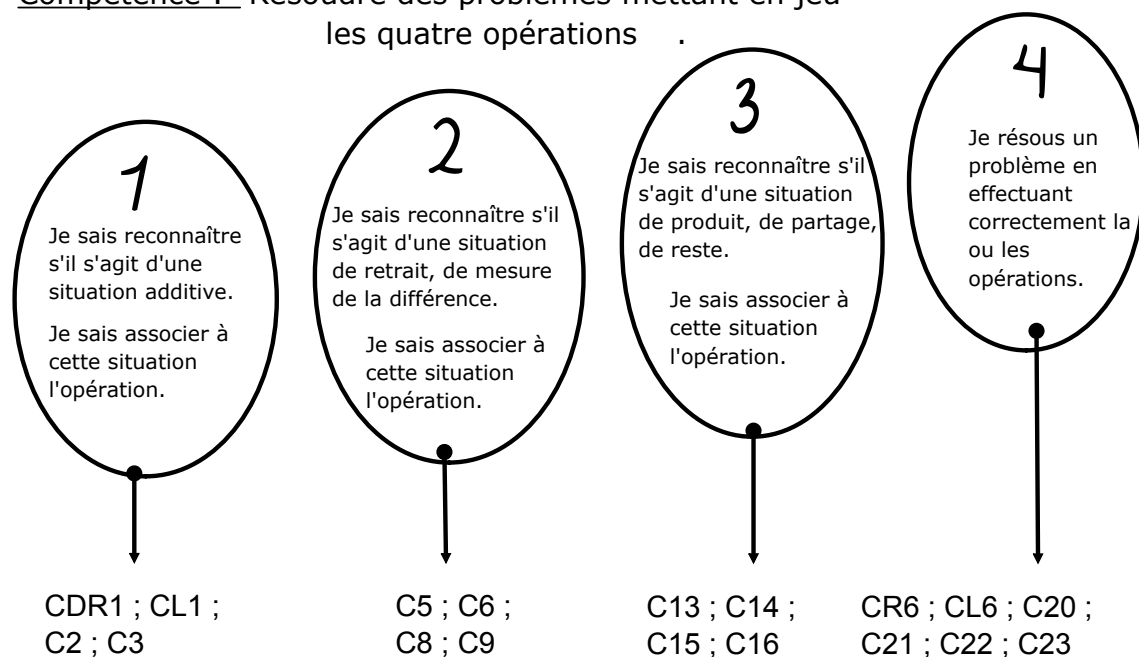 Compétence : Résoudre des problèmes mettant en jeu
les quatre opérations .
1
Je sais reconnaître
s'il s'agit d'une
situation additive.
Je sais associer à
cette situation
l'opération.
CDR1 ; CL1 ;
C2 ; C3
2
Je sais reconnaître s'il
s'agit d'une situation
de retrait, de mesure
de la différence.
Je sais associer à
cette situation
l'opération.
C5 ; C6 ;
C8 ; C9
3
Je sais reconnaître s'il
s'agit d'une situation
de produit, de partage,
de reste.
Je sais associer à
cette situation
l'opération.
C13 ; C14 ;
C15 ; C16
4
Je résous un
problème en
effectuant
correctement la
ou les
opérations.
CR6 ; CL6 ; C20 ;
C21 ; C22 ; C23